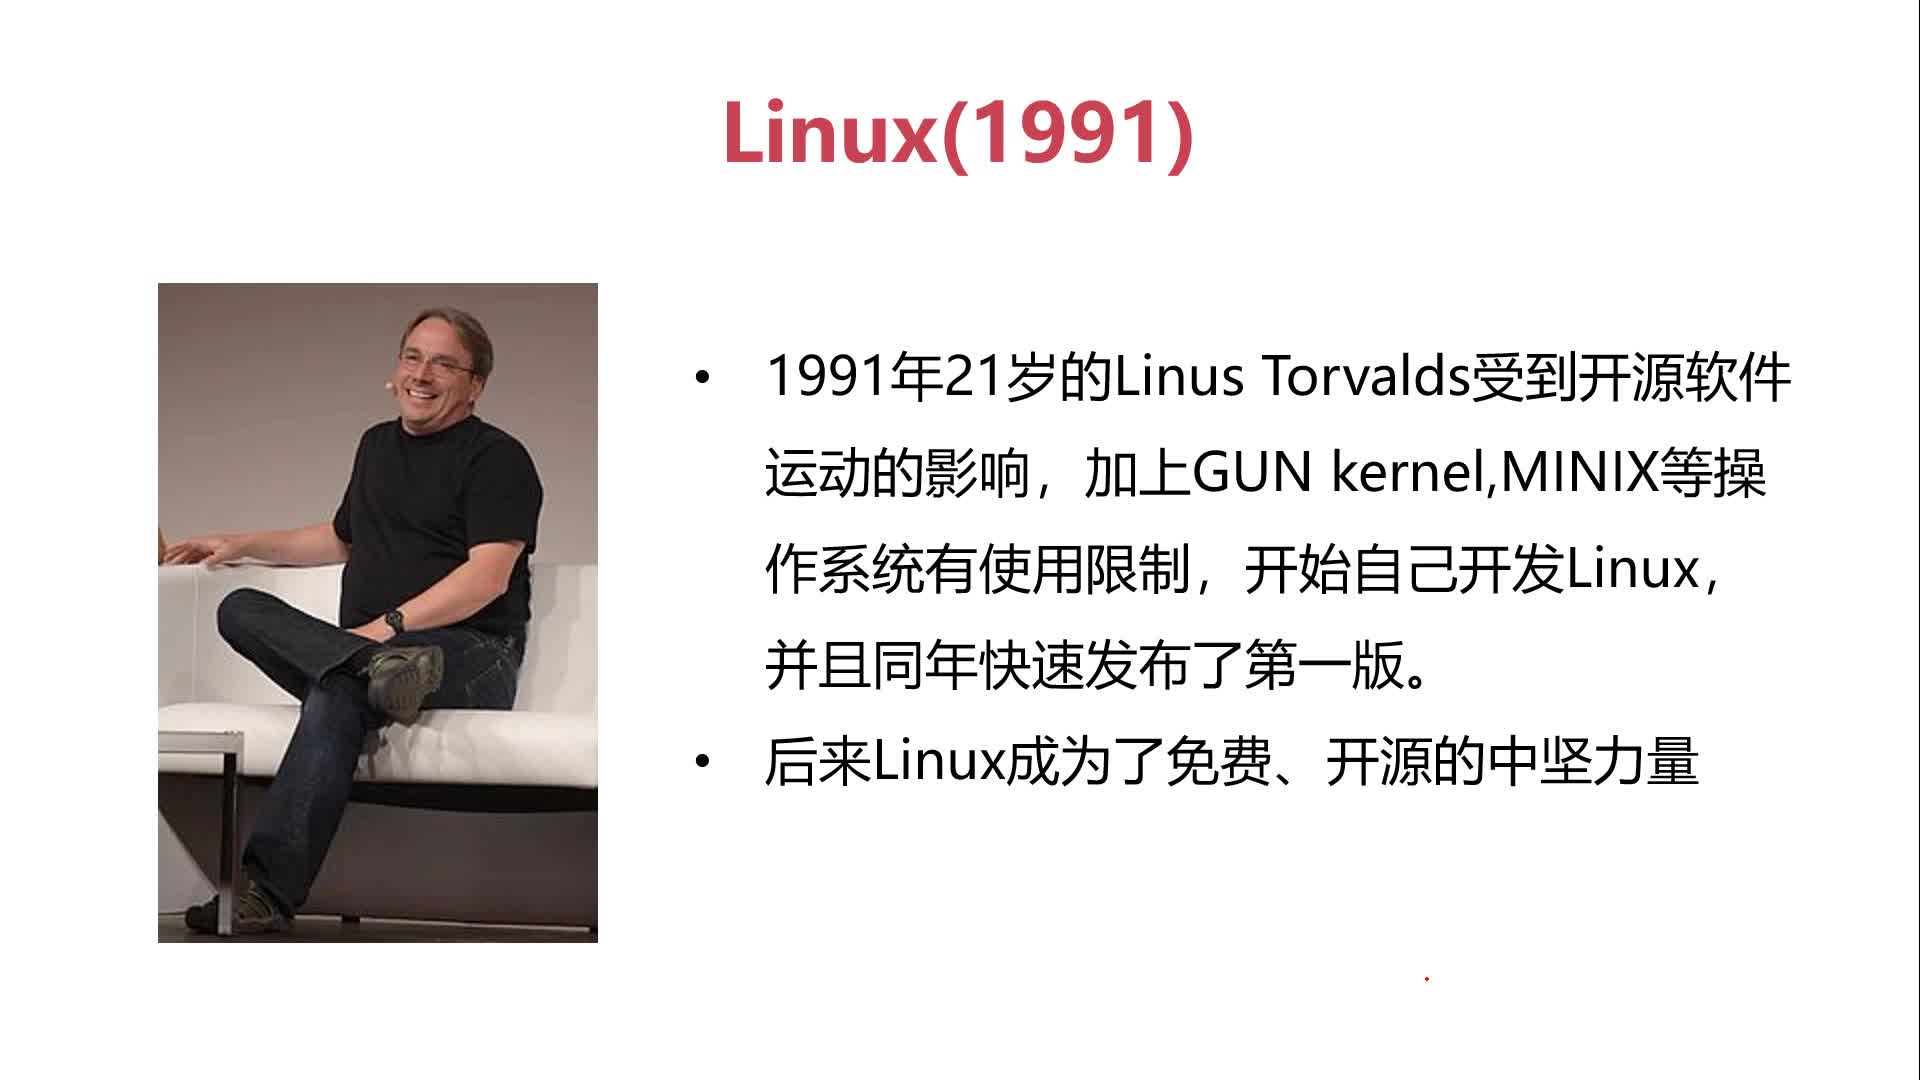 Linux(1991)
• 1991年21岁的Linus Torvalds受到开源软件
运动的影响，加上GUN kernel,MINIX等操
作系统有使用限制，开始自己开发Linux，
并且同年快速发布了第一版。
• 后来Linux成为了免费、开源的中坚力量